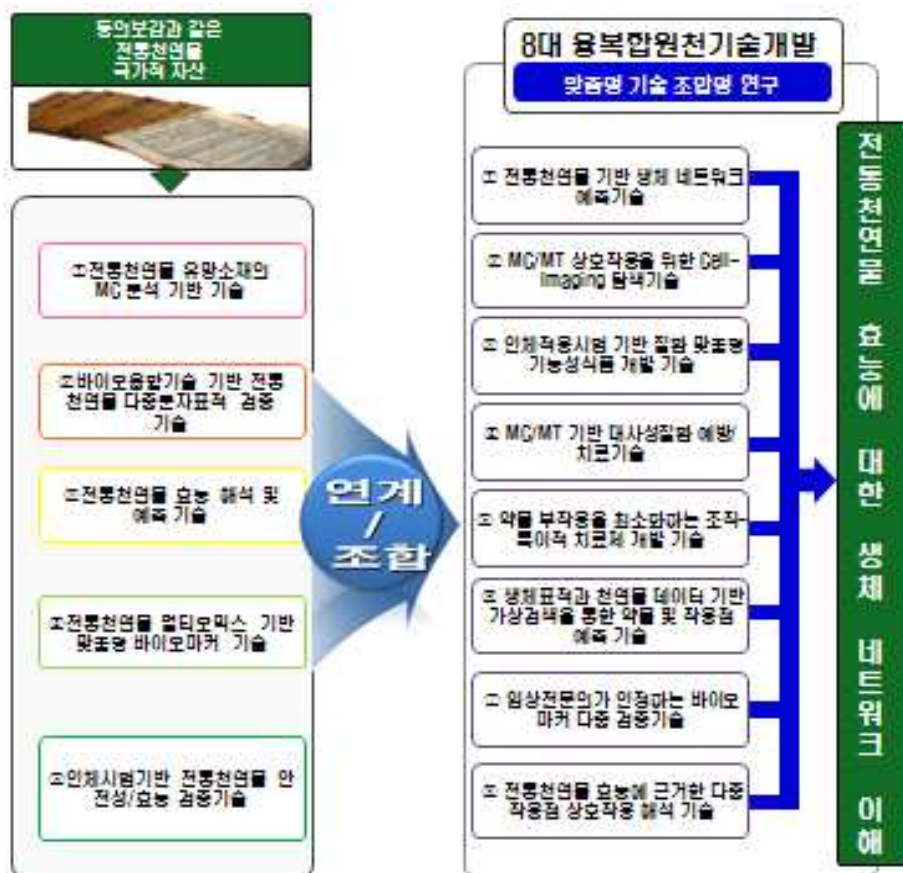 동의보감과 같은
전통천연물
국가적 자산
전통천연물 유망소재의
MC 분석 기반 기술
바이오융합기술 기반 전통
천연물 다중분자표적 검증
기술
전통천연물 효능 해석 및
예측 기술
전통천연물 멀티오믹스 기반
맞춤형 바이오마커 기술
인체시험기반 전통천연물 안
전성/효능 검증기술
연계
/
조합
8대 융복합원천기술개발
맞춤형 기술 조합형 연구
전통천연물 기반 생체 네트워크
예측기술
MC/MT 상호작용을 위한 Cell-
Imaging 탐색기술
인체적용시험 기반 질환 맞춤형
기능성식품 개발 기술
MC/MT 기반 대사성질환 예방/
치료기술
약물 부작용을 최소화하는 조직-
특이적 치료제 개발 기술
생체표적과 천연물 데이터 기반
가상검색을 통한 약물 및 작용점
예측 기술
임상전문의가 인정하는 바이오
마커 다중 검증기술
전통천연물 효능에 근거한 다중
작용점 상호작용 해석 기술
전통천연물 효능에 대한 생체 네트워크 이해